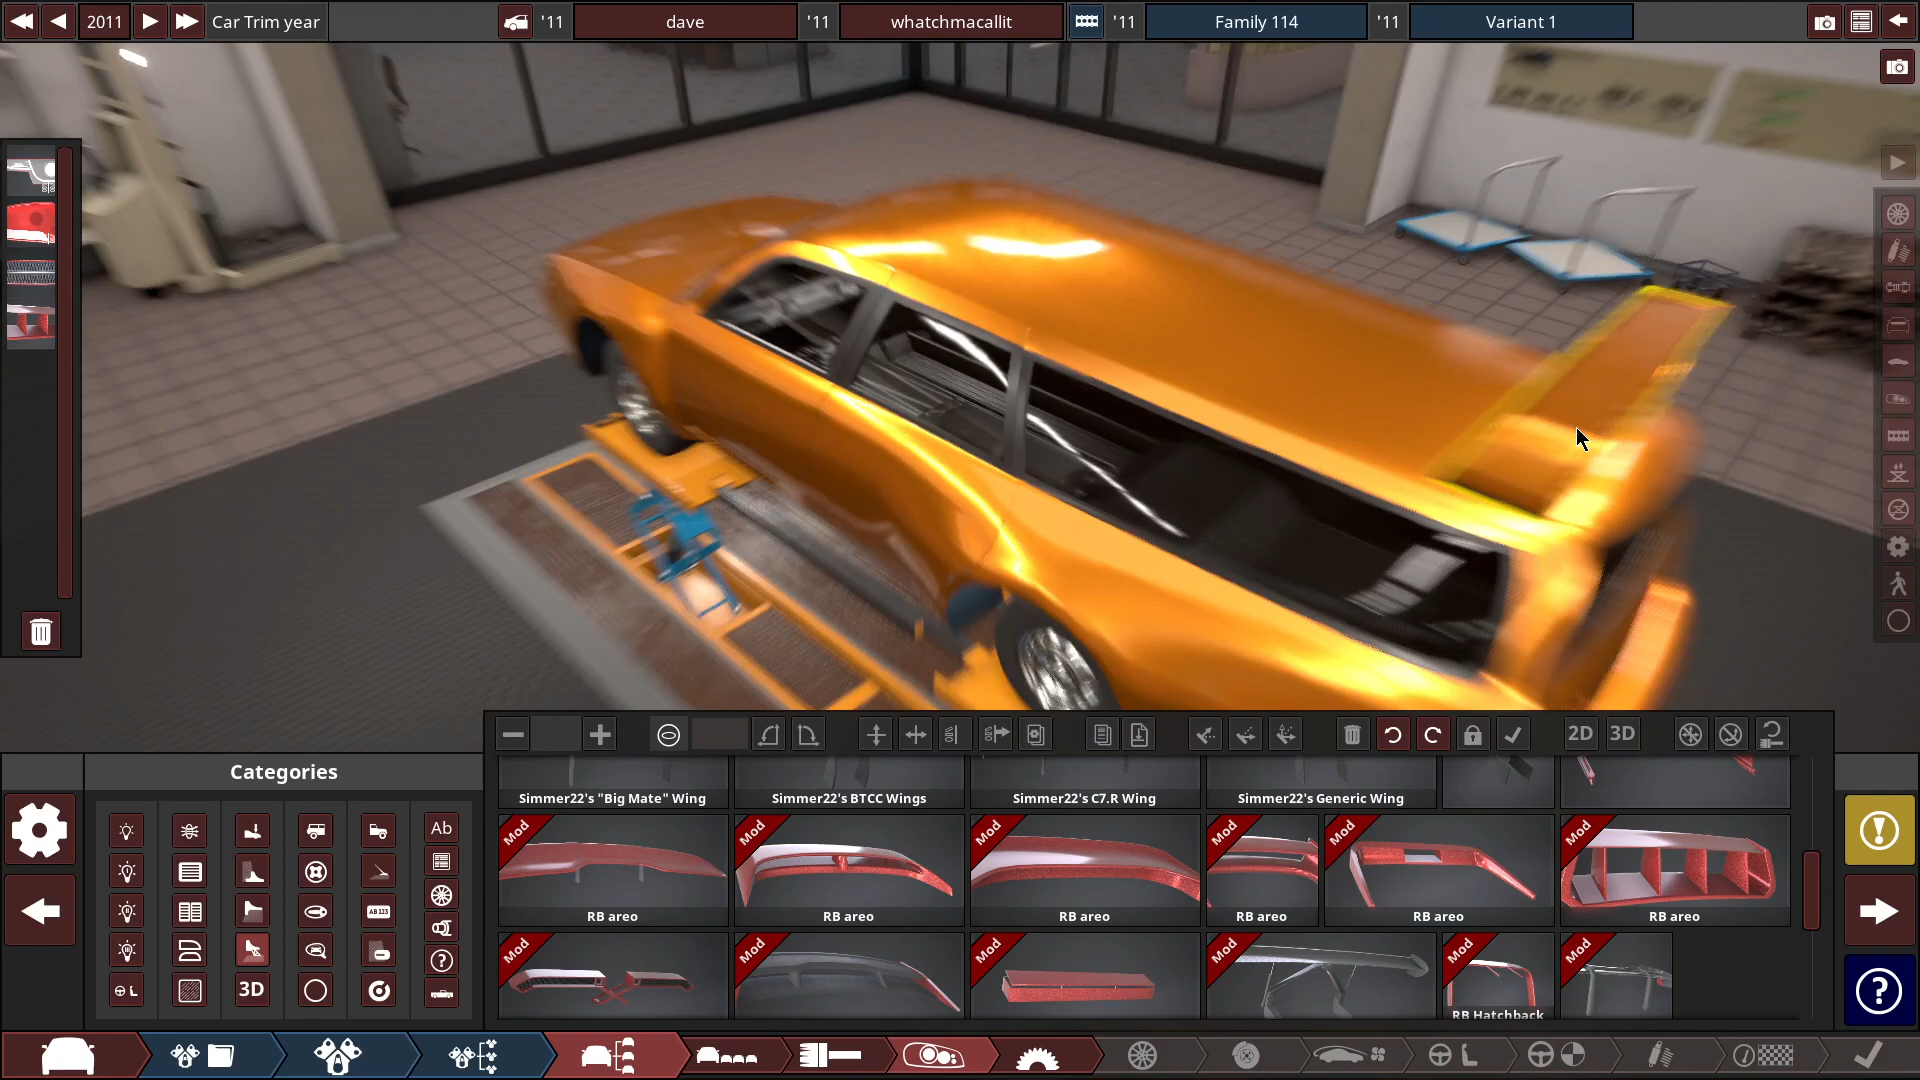 2011 Car Trim year '11 dave '11 whatchmacallit '11 Family 114 '11 Variant 1
2D 3D
Categories
Simmer22's "Big Mate" Wing Simmer22's BTCC Wings Simmer22's C7.R Wing Simmer22's Generic Wing
Ab
Mod Mod Mod Mod Mod Mod
AB 123
RB areo RB areo RB areo RB areo RB areo RB areo
Mod Mod Mod Mod Mod Mod
?
L 3D
?
RB Hatchback